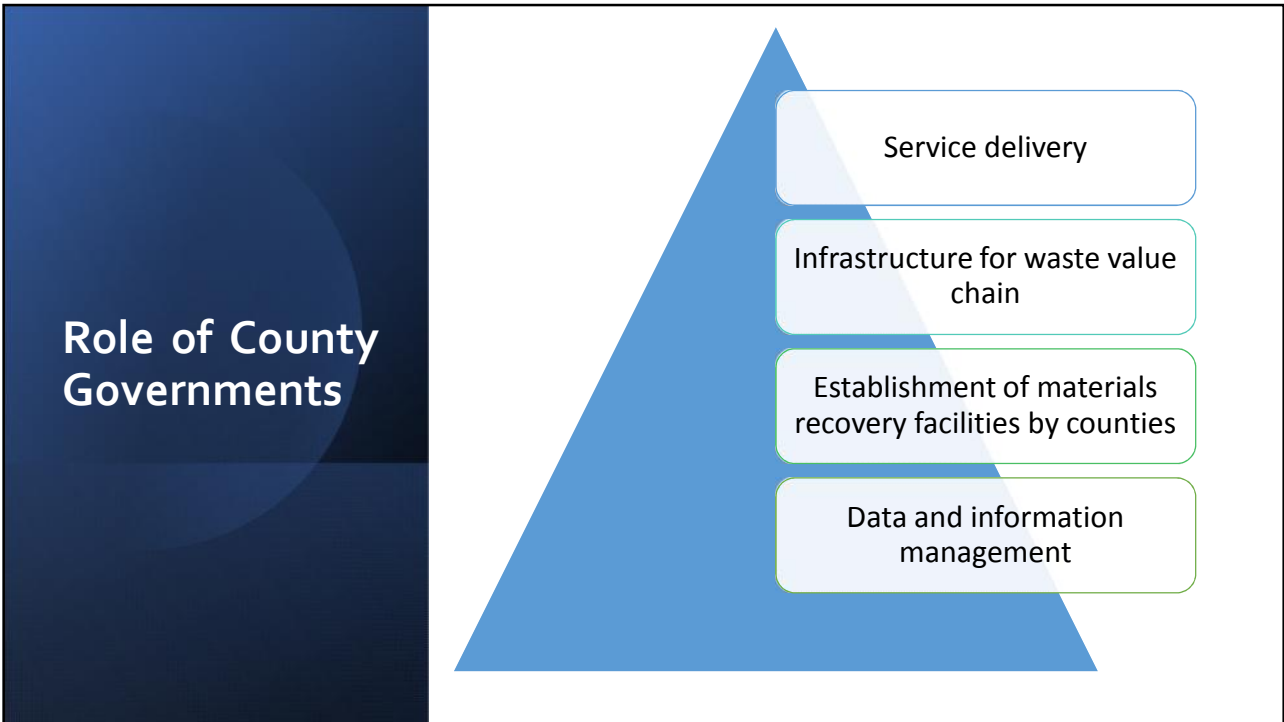 Role of County
Governments
Service delivery
Infrastructure for waste value
chain
Establishment of materials
recovery facilities by counties
Data and information
management